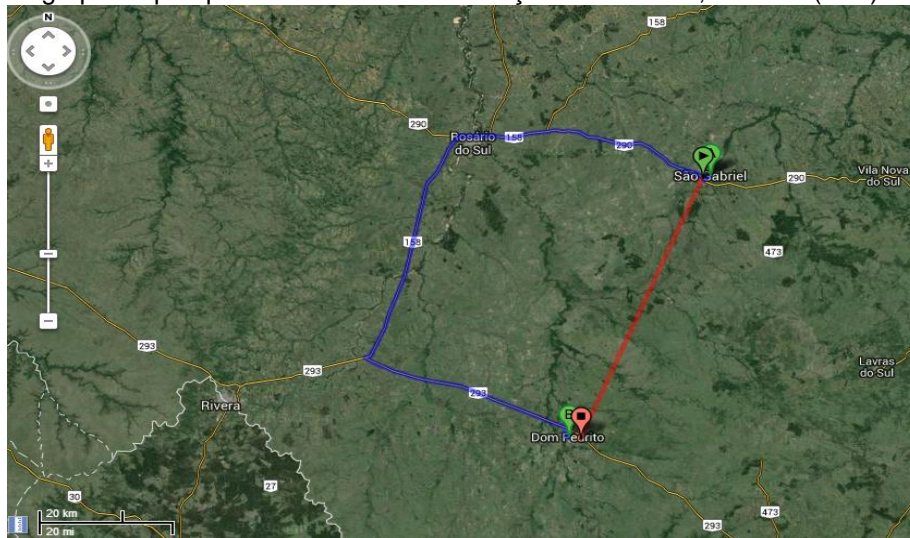 N
158
290
Rosário
do Sul
158
290
São Gabriel
290
Vila Nova
do Sul
158
473
293
293
Lavras
do Sul
293
Rivera
Dom Pedrito
27
30
20 km
20 mi
293
473